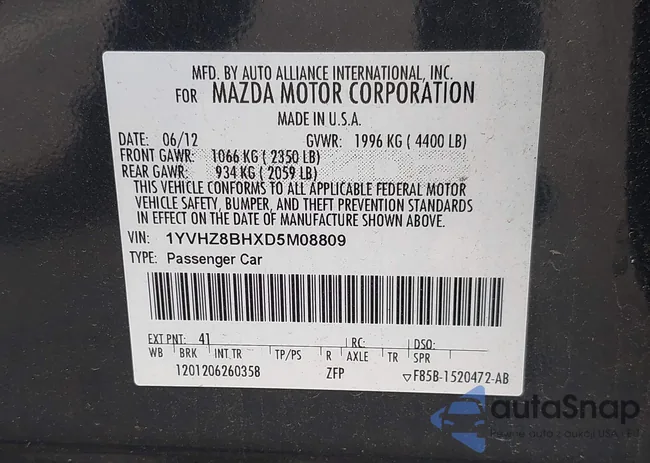 MFD. BY AUTO ALLIANCE INTERNATIONAL, INC.
FOR MAZDA MOTOR CORPORATION
MADE IN U.S.A.
DATE: 06/12 GVWR: 1996 KG ( 4400 LB)
FRONT GAWR: 1066 KG ( 2350 LB)
REAR GAWR: 934 KG ( 2059 LB)
THIS VEHICLE CONFORMS TO ALL APPLICABLE FEDERAL MOTOR
VEHICLE SAFETY, BUMPER, AND THEFT PREVENTION STANDARDS
IN EFFECT ON THE DATE OF MANUFACTURE SHOWN ABOVE.
VIN: 1YVHZ8BHXD5M08809
TYPE: Passenger Car
EXT PNT: 41 RC: DSO:
WB BRK INT TR TP/PS R AXLE TR SPR
12012062603​58 ZFP ▽FB5B-1520472-AB
autoSnap